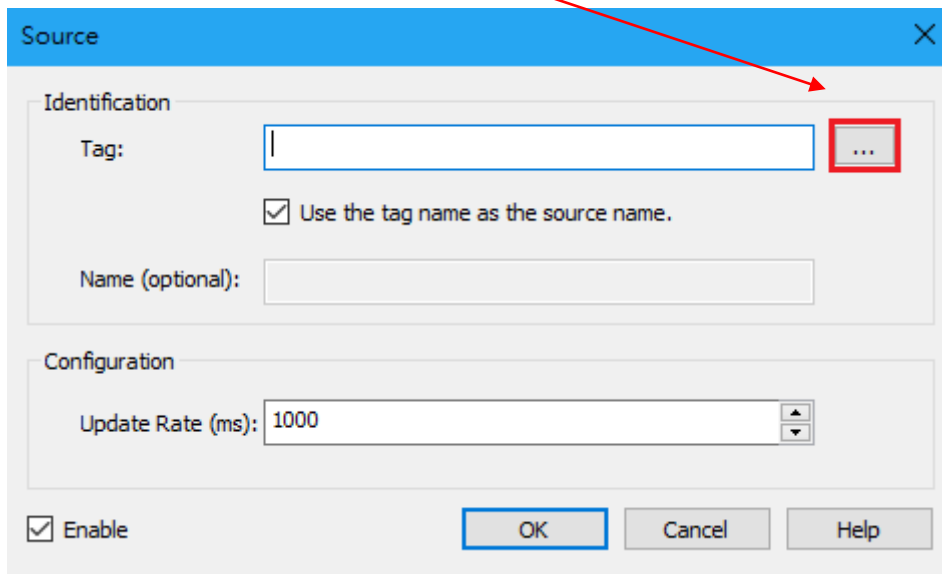 Source
Identification
Tag:
...
Use the tag name as the source name.
Name (optional):
Configuration
Update Rate (ms): 1000
Enable OK Cancel Help